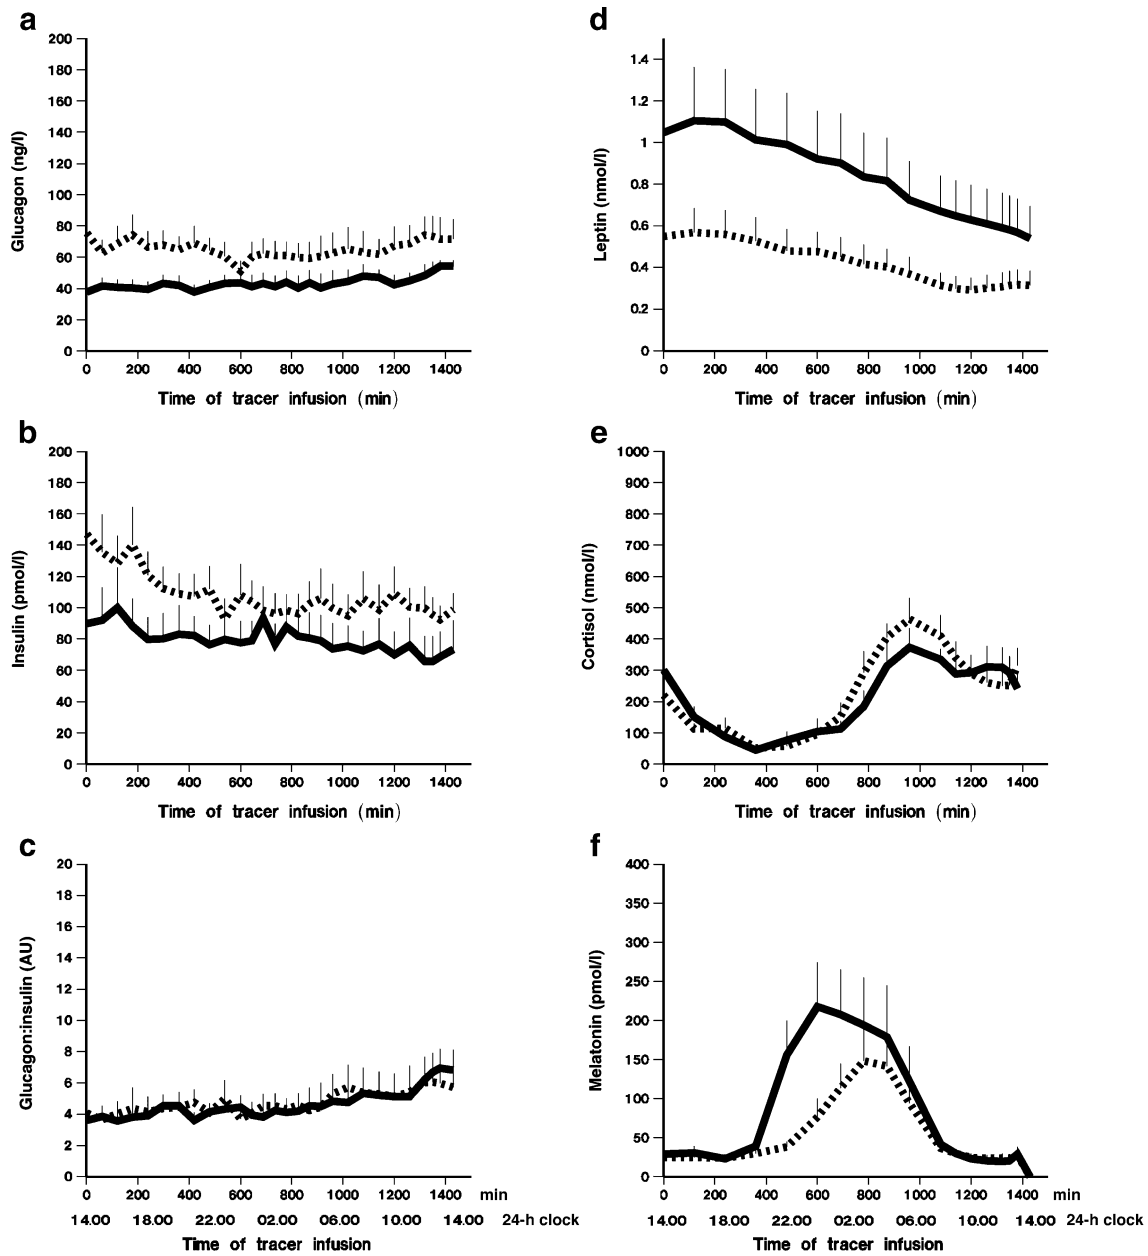 a
Glucagon (ng/l)
200
180
160
140
120
100
80
60
40
20
0
0 200 400 600 800 1000 1200 1400
Time of tracer infusion (min)
d
Leptin (nmol/l)
1.4
1.2
1
0.8
0.6
0.4
0.2
0
0 200 400 600 800 1000 1200 1400
Time of tracer infusion (min)
b
Insulin (pmol/l)
200
180
160
140
120
100
80
60
40
20
0
0 200 400 600 800 1000 1200 1400
Time of tracer infusion (min)
e
Cortisol (nmol/l)
1000
900
800
700
600
500
400
300
200
100
0
0 200 400 600 800 1000 1200 1400
Time of tracer infusion (min)
c
Glucagon:insulin (AU)
20
18
16
14
12
10
8
6
4
2
0
0 200 400 600 800 1000 1200 1400 min
14.00 18.00 22.00 02.00 06.00 10.00 14.00 24-h clock
Time of tracer infusion
f
Melatonin (pmol/l)
400
350
300
250
200
150
100
50
0
0 200 400 600 800 1000 1200 1400 min
14.00 18.00 22.00 02.00 06.00 10.00 14.00 24-h clock
Time of tracer infusion